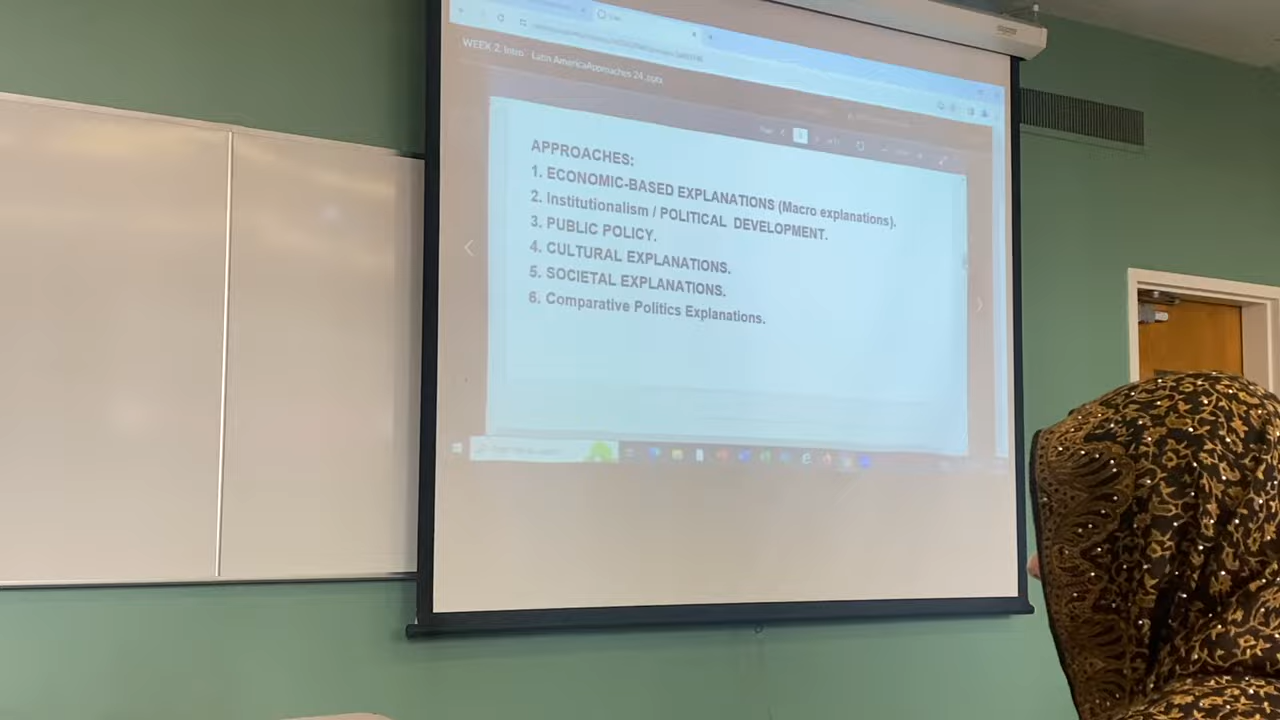 WEEK 2. Intro Latin AmericaApproaches 24 .pptx
APPROACHES:
1. ECONOMIC-BASED EXPLANATIONS (Macro explanations).
2. Institutionalism / POLITICAL DEVELOPMENT.
3. PUBLIC POLICY.
4. CULTURAL EXPLANATIONS.
5. SOCIETAL EXPLANATIONS.
6. Comparative Politics Explanations.